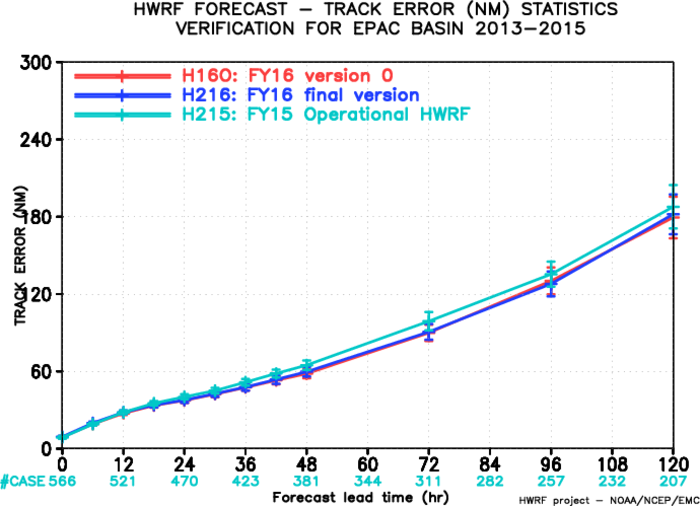 HWRF FORECAST – TRACK ERROR (NM) STATISTICS
VERIFICATION FOR EPAC BASIN 2013–2015
H16O: FY16 version 0
H216: FY16 final version
H215: FY15 Operational HWRF
TRACK ERROR (NM)
300
240
180
120
60
0
0 12 24 36 48 60 72 84 96 108 120
#CASE 566 521 470 423 381 344 311 282 257 232 207
Forecast lead time (hr)
HWRF project – NOAA/NCEP/EMC